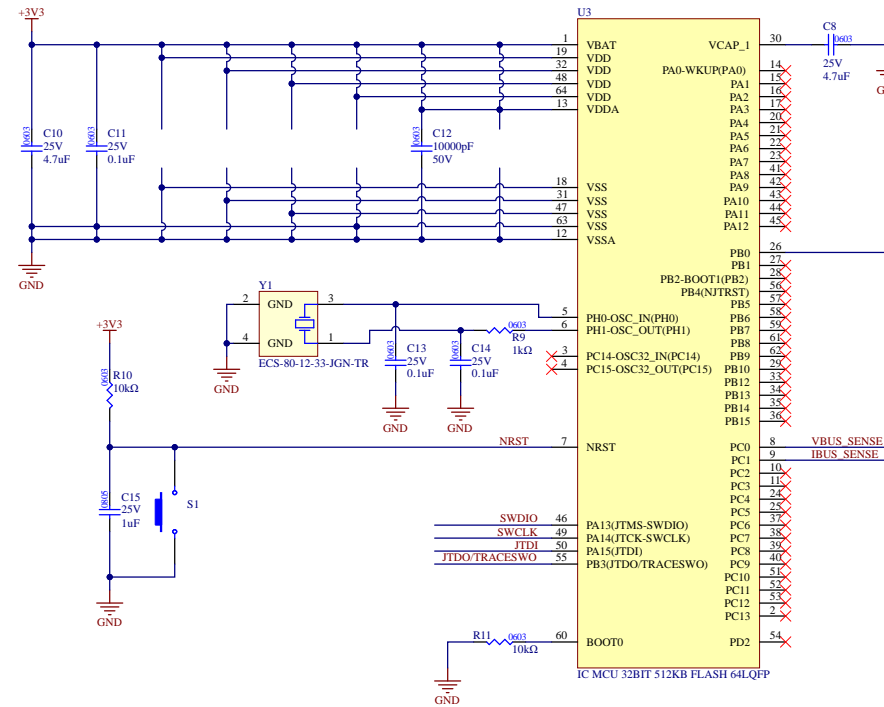 +3V3
U3
C8
1
VBAT
VCAP_1
30
0603
19
VDD
25V
32
VDD
PA0-WKUP(PA0)
14
4.7uF
48
VDD
PA1
15
64
VDD
PA2
16
13
VDDA
PA3
17
PA4
20
PA5
21
PA6
22
PA7
23
PA8
41
PA9
42
PA10
43
PA11
44
PA12
45
0603
C10
25V
4.7uF
0603
C11
25V
0.1uF
0603
C12
10000pF
50V
18
VSS
31
VSS
47
VSS
63
VSS
12
VSSA
GND
PB0
26
PB1
27
PB2-BOOT1(PB2)
28
PB4(NJTRST)
56
PB5
57
PB6
58
PB7
59
PB8
61
PB9
62
PB10
29
PB12
33
PB13
34
PB14
35
PB15
36
Y1
2
GND
3
4
GND
1
ECS-80-12-33-JGN-TR
GND
5
PH0-OSC_IN(PH0)
6
PH1-OSC_OUT(PH1)
0603
R9
1kΩ
3
PC14-OSC32_IN(PC14)
4
PC15-OSC32_OUT(PC15)
0603
C13
25V
0.1uF
GND
0603
C14
25V
0.1uF
GND
+3V3
0603
R10
10kΩ
NRST
7
NRST
0805
C15
25V
1uF
S1
GND
PC0
8
VBUS_SENSE
PC1
9
IBUS_SENSE
PC2
10
PC3
11
PC4
24
PC5
25
PC6
37
PC7
38
PC8
39
PC9
40
PC10
51
PC11
52
PC12
53
PC13
2
PD2
54
SWDIO
46
PA13(JTMS-SWDIO)
SWCLK
49
PA14(JTCK-SWCLK)
JTDI
50
PA15(JTDI)
JTDO/TRACESWO
55
PB3(JTDO/TRACESWO)
R11
0603
10kΩ
60
BOOT0
GND
IC MCU 32BIT 512KB FLASH 64LQFP